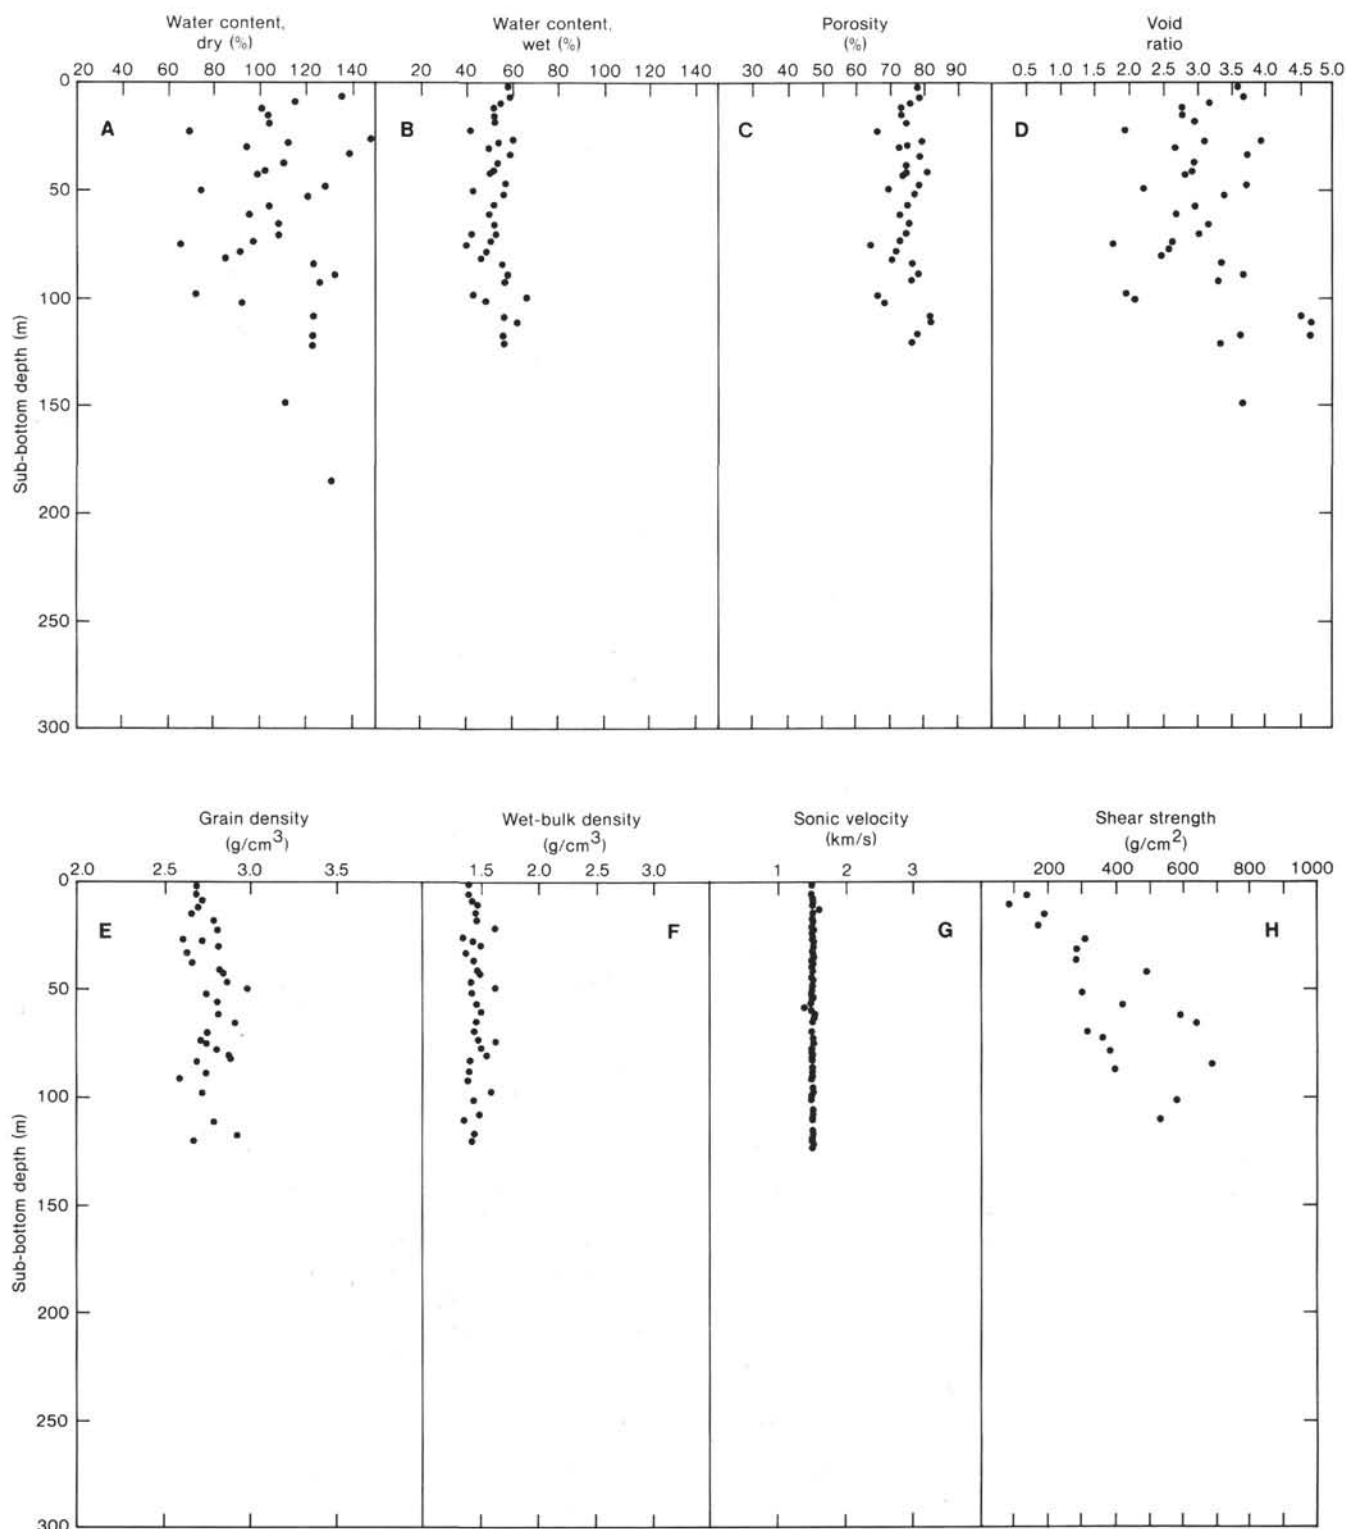 Water content,
dry (%)
Water content,
wet (%)
Porosity
(%)
Void
ratio
20 40 60 80 100 120 140
20 40 60 80 100 120 140
30 40 50 60 70 80 90
0.5 1.0 1.5 2.0 2.5 3.0 3.5 4.0 4.5 5.0
0
A
B
C
D
50
100
150
200
250
300
Sub-bottom depth (m)
Grain density
(g/cm³)
Wet-bulk density
(g/cm³)
Sonic velocity
(km/s)
Shear strength
(g/cm²)
2.0 2.5 3.0 3.5
1.5 2.0 2.5 3.0
1 2 3
200 400 600 800 1000
0
E
F
G
H
50
100
150
200
250
300
Sub-bottom depth (m)